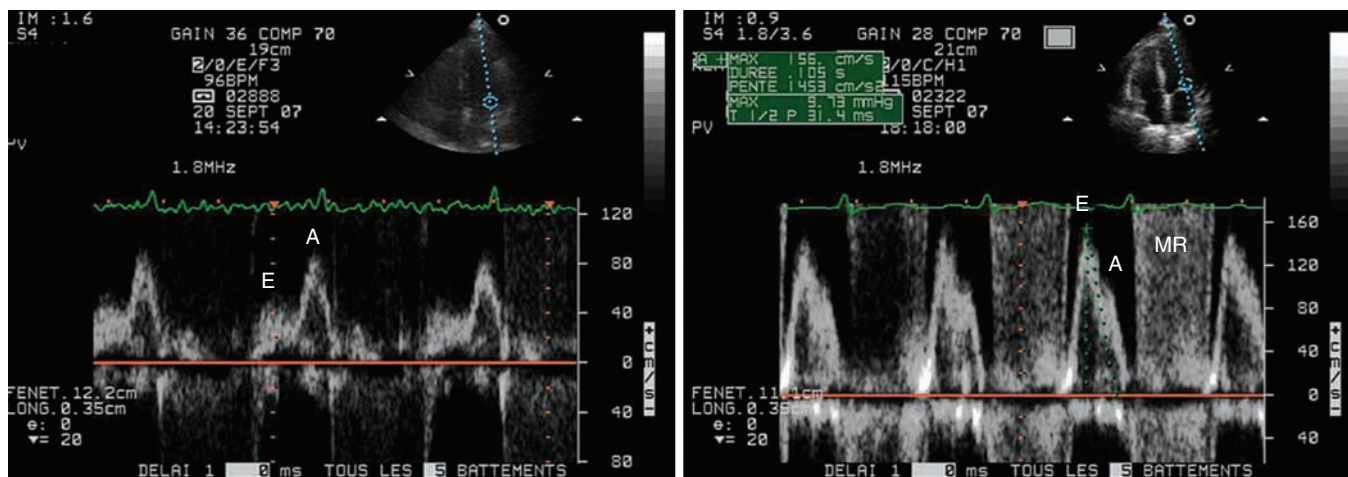 IM :1.6
S4
GAIN 36 COMP 70
19cm
2/0/E/F3
96BPM
02888
20 SEPT 07
14:23:54
1.8MHz
120
80
40
0
40
80
A
E
+cm/s-
FENET.12.2cm
LONG.0.35cm
θ: 0
▼= 20
DELAI 1 0 ms TOUS LES 5 BATTEMENTS
IM :0.9
S4 1.8/3.6
GAIN 28 COMP 70
21cm
/0/C/H1
115BPM
02322
SEPT 07
18:18:00
A + MAX 156. cm/s
DUREE .105 s
PENTE 1453 cm/s2
MAX 9.73 mmHg
T 1/2 P 31.4 ms
PV
1.8MHz
160
120
80
40
0
40
E
A
MR
+cm/s-
LONG.0.35cm
θ: 0
▼= 20
DELAI 1 0 ms TOUS LES 5 BATTEMENTS